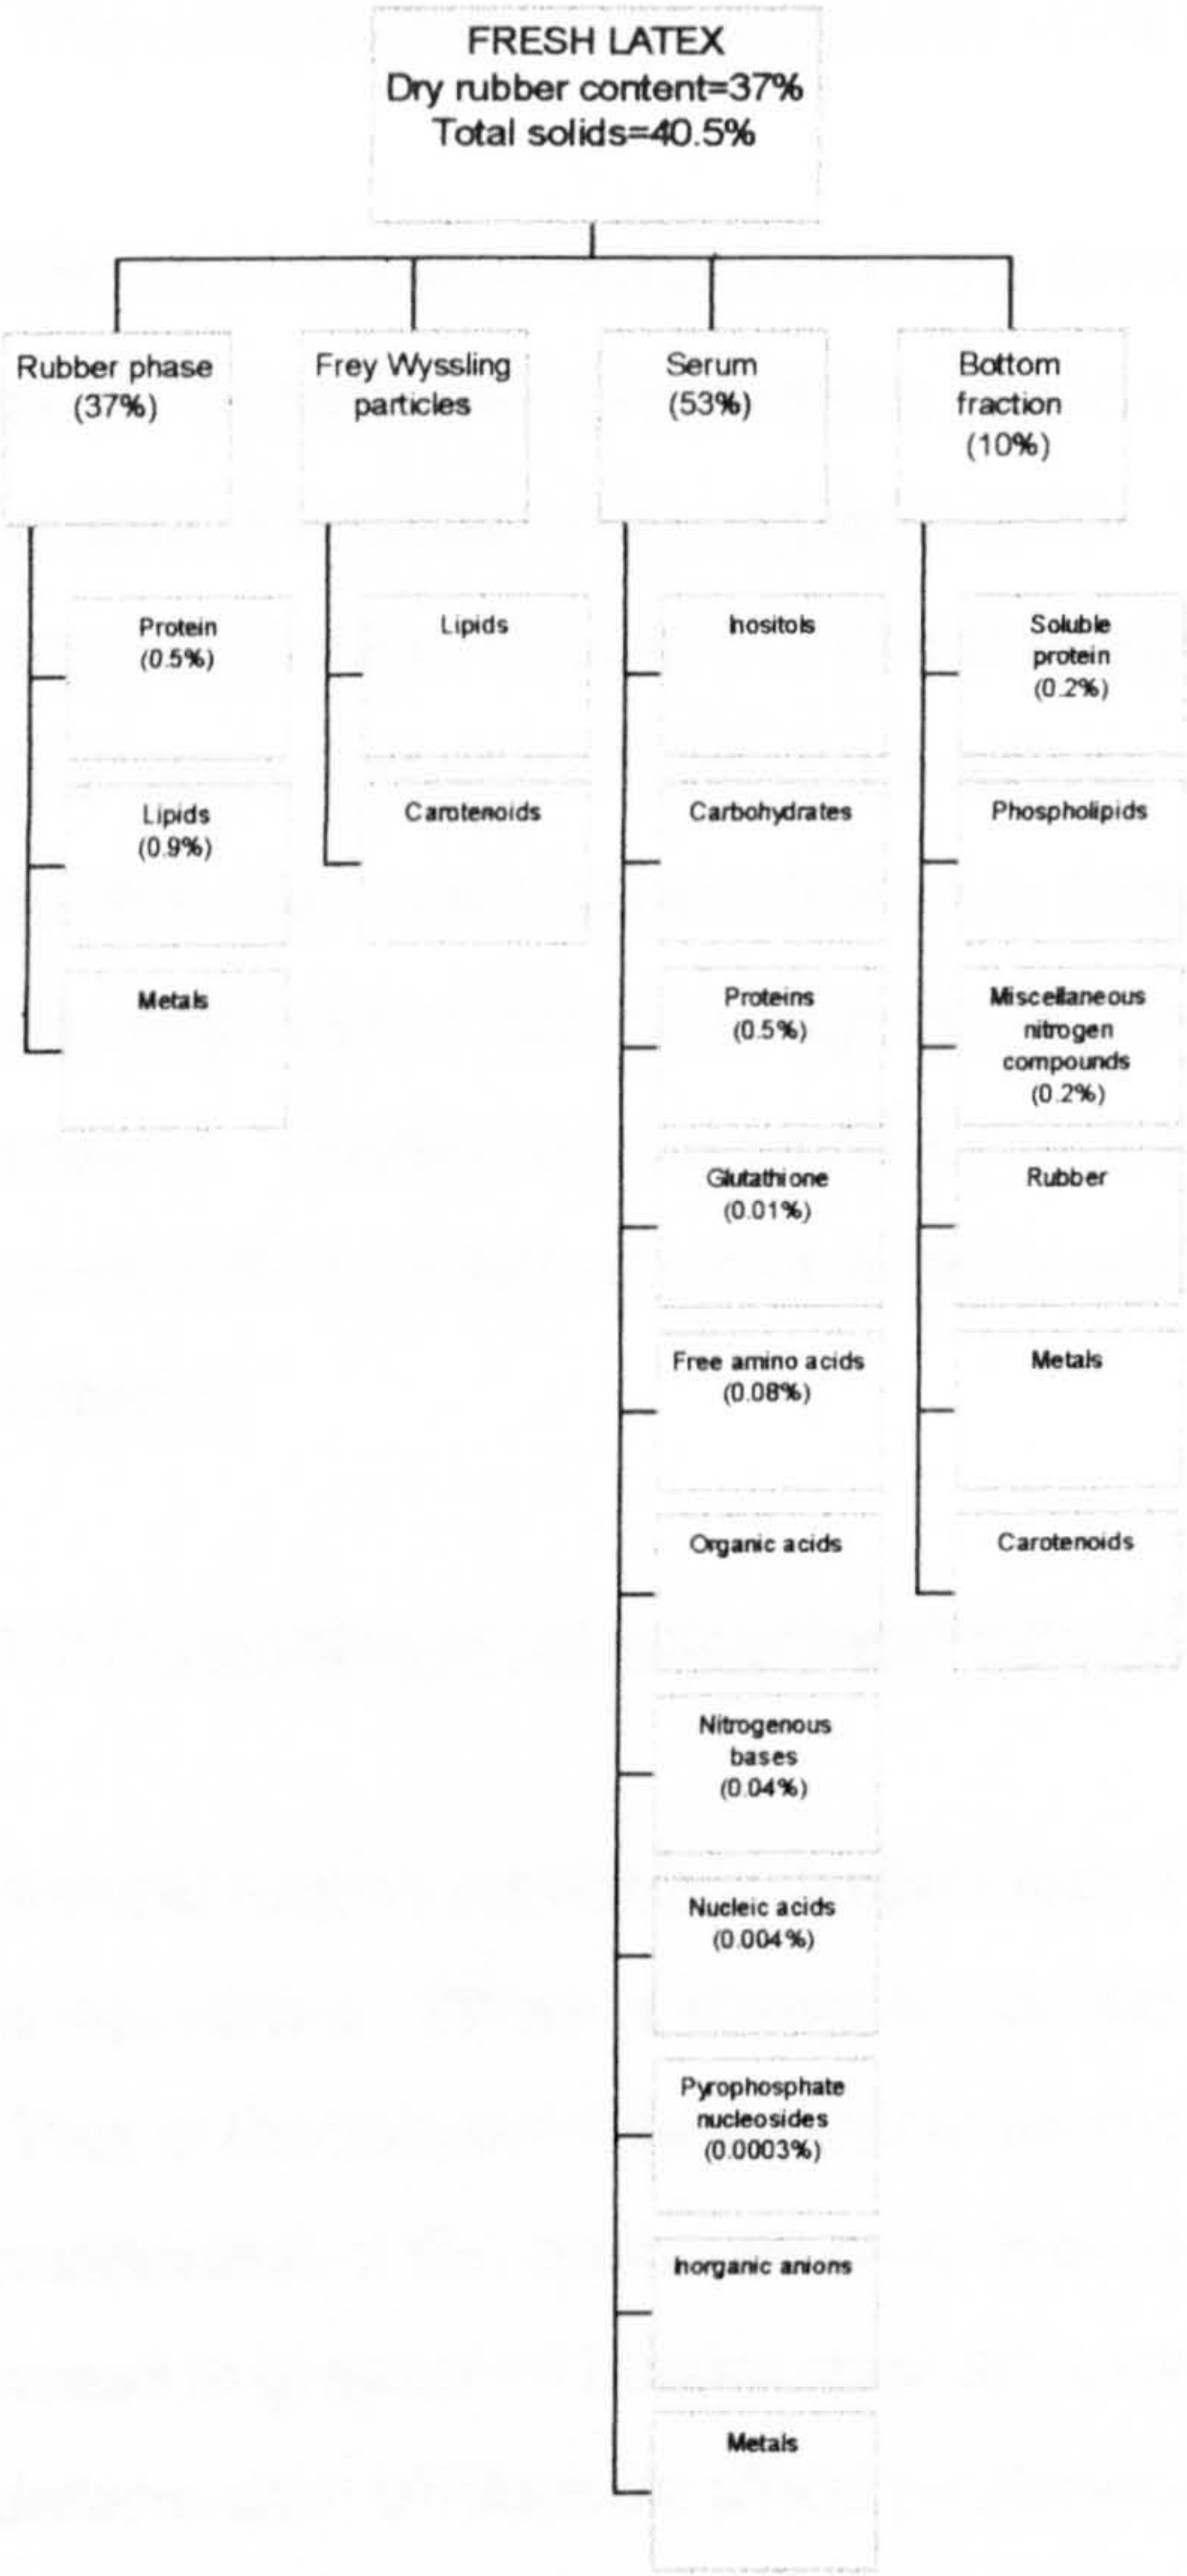 FRESH LATEX
Dry rubber content=37%
Total solids=40.5%
Rubber phase
(37%)
Frey Wyssling
particles
Serum
(53%)
Bottom
fraction
(10%)
Protein
(0.5%)
Lipids
(0.9%)
Metals
Lipids
Carotenoids
Inositols
Carbohydrates
Proteins
(0.5%)
Glutathione
(0.01%)
Free amino acids
(0.08%)
Organic acids
Nitrogenous
bases
(0.04%)
Nucleic acids
(0.004%)
Pyrophosphate
nucleosides
(0.0003%)
Inorganic anions
Metals
Soluble
protein
(0.2%)
Phospholipids
Miscellaneous
nitrogen
compounds
(0.2%)
Rubber
Metals
Carotenoids